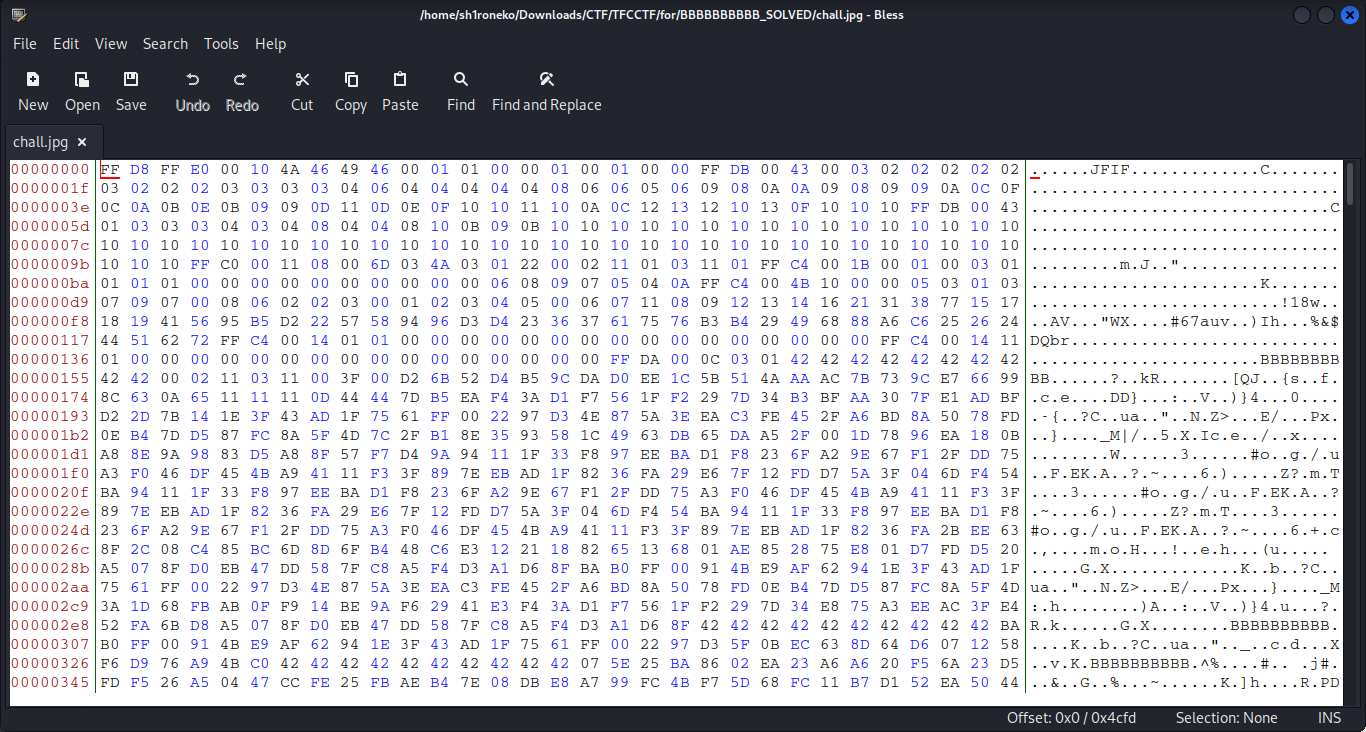 /home/sh1roneko/Downloads/CTF/TFCCTF/for/BBBBBBBBBB_SOLVED/chall.jpg - Bless
File Edit View Search Tools Help
New Open Save Undo Redo Cut Copy Paste Find Find and Replace
chall.jpg ×
00000000 FF D8 FF E0 00 10 4A 46 49 46 00 01 01 00 00 01 00 01 00 00 FF DB 00 43 00 03 02 02 02 02 02 ......JFIF.............C.......
0000001f 03 02 02 02 03 03 03 03 04 06 04 04 04 04 04 08 06 06 05 06 09 08 0A 0A 09 08 09 09 0A 0C 0F ...............................
0000003e 0C 0A 0B 0E 0B 09 09 0D 11 0D 0E 0F 10 10 11 10 0A 0C 12 13 12 10 13 0F 10 10 10 FF DB 00 43 ..............................C
0000005d 01 03 03 03 04 03 04 08 04 04 08 10 0B 09 0B 10 10 10 10 10 10 10 10 10 10 10 10 10 10 10 10 ...............................
0000007c 10 10 10 10 10 10 10 10 10 10 10 10 10 10 10 10 10 10 10 10 10 10 10 10 10 10 10 10 10 10 10 ...............................
0000009b 10 10 10 FF C0 00 11 08 00 6D 03 4A 03 01 22 00 02 11 01 03 11 01 FF C4 00 1B 00 01 00 03 01 .........m.J..".................
000000ba 01 01 01 00 00 00 00 00 00 00 00 00 00 06 08 09 07 05 04 0A FF C4 00 4B 10 00 00 05 03 01 03 .......................K.......
000000d9 07 09 07 00 08 06 02 02 03 00 01 02 03 04 05 00 06 07 11 08 09 12 13 14 16 21 31 38 77 15 17 .........................!18w..
000000f8 18 19 41 56 95 B5 D2 22 57 58 94 96 D3 D4 23 36 37 61 75 76 B3 B4 29 49 68 88 A6 C6 25 26 24 ..AV..."WX....#67auv..)Ih...%&$
00000117 44 51 62 72 FF C4 00 14 01 01 00 00 00 00 00 00 00 00 00 00 00 00 00 00 00 00 FF C4 00 14 11 DQbr...........................
00000136 01 00 00 00 00 00 00 00 00 00 00 00 00 00 00 00 FF DA 00 0C 03 01 42 42 42 42 42 42 42 42 ......................BBBBBBBB
00000155 42 42 00 02 11 03 11 00 3F 00 D2 6B 52 D4 B5 9C DA D0 EE 1C 5B 51 4A AA AC 7B 73 9C E7 66 99 BB......?..kR.......[QJ..{s..f.
00000174 8C 63 0A 65 11 11 11 0D 44 44 7D B5 EA F4 3A D1 F7 56 1F F2 29 7D 34 B3 BF AA 30 7F E1 AD BF .c.e....DD}...:..V..)}4...0....
00000193 D2 2D 7B 14 1E 3F 43 AD 1F 75 61 FF 00 22 97 D3 4E 87 5A 3E EA C3 FE 45 2F A6 BD 8A 50 78 FD .-{..?C..ua.."..N.Z>...E/...Px.
000001b2 0E B4 7D D5 87 FC 8A 5F 4D 7C 2F B1 8E 35 93 58 1C 49 63 DB 65 DA A5 2F 00 1D 78 96 EA 18 0B ..}...._M|/..5.X.Ic.e../..x....
000001d1 A8 8E 9A 98 83 D5 A8 8F 57 F7 D4 9A 94 11 1F 33 F8 97 EE BA D1 F8 23 6F A2 9E 67 F1 2F DD 75 ........W......3......#o..g./.u
000001f0 A3 F0 46 DF 45 4B A9 41 11 F3 3F 89 7E EB AD 1F 82 36 FA 29 E6 7F 12 FD D7 5A 3F 04 6D F4 54 ..F.EK.A..?.~....6.).....Z?.m.T
0000020f BA 94 11 1F 33 F8 97 EE BA D1 F8 23 6F A2 9E 67 F1 2F DD 75 A3 F0 46 DF 45 4B A9 41 11 F3 3F ....3......#o..g./.u..F.EK.A..?
0000022e 89 7E EB AD 1F 82 36 FA 29 E6 7F 12 FD D7 5A 3F 04 6D F4 54 BA 94 11 1F 33 F8 97 EE BA D1 F8 .~....6.).....Z?.m.T....3......
0000024d 23 6F A2 9E 67 F1 2F DD 75 A3 F0 46 DF 45 4B A9 41 11 F3 3F 89 7E EB AD 1F 82 36 FA 2B EE 63 #o..g./.u..F.EK.A..?.~....6.+.c
0000026c 8F 2C 08 C4 85 BC 6D 8D 6F B4 48 C6 E3 12 21 18 82 65 13 68 01 AE 85 28 75 E8 01 D7 FD D5 20 .,....m.o.H...!..e.h...(u.....
0000028b A5 07 8F D0 EB 47 DD 58 7F C8 A5 F4 D3 A1 D6 8F BA B0 FF 00 91 4B E9 AF 62 94 1E 3F 43 AD 1F .....G.X.............K..b..?C..
000002aa 75 61 FF 00 22 97 D3 4E 87 5A 3E EA C3 FE 45 2F A6 BD 8A 50 78 FD 0E B4 7D D5 87 FC 8A 5F 4D ua.."..N.Z>...E/...Px...}...._M
000002c9 3A 1D 68 FB AB 0F F9 14 BE 9A F6 29 41 E3 F4 3A D1 F7 56 1F F2 29 7D 34 E8 75 A3 EE AC 3F E4 :.h........)A..:..V..)}4.u...?.
000002e8 52 FA 6B D8 A5 07 8F D0 EB 47 DD 58 7F C8 A5 F4 D3 A1 D6 8F 42 42 42 42 42 42 42 42 42 42 BA R.k......G.X........BBBBBBBBBB.
00000307 B0 FF 00 91 4B E9 AF 62 94 1E 3F 43 AD 1F 75 61 FF 00 22 97 D3 5F 0B EC 63 8D 64 D6 07 12 58 ....K..b..?C..ua..".._..c.d...X
00000326 F6 D9 76 A9 4B C0 42 42 42 42 42 42 42 42 42 42 07 5E 25 BA 86 02 EA 23 A6 A6 20 F5 6A 23 D5 ..v.K.BBBBBBBBBB.^%....#.. .j#.
00000345 FD F5 26 A5 04 47 CC FE 25 FB AE B4 7E 08 DB E8 A7 99 FC 4B F7 5D 68 FC 11 B7 D1 52 EA 50 44 ..&..G..%...~......K.]h....R.PD
Offset: 0x0 / 0x4cfd Selection: None INS